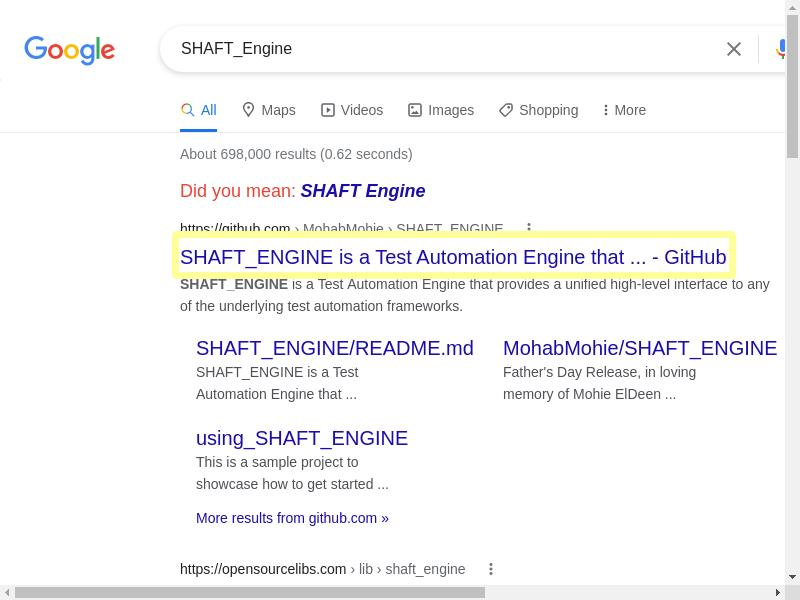 Google
SHAFT_Engine
All
Maps
Videos
Images
Shopping
More
About 698,000 results (0.62 seconds)
Did you mean: SHAFT Engine
https://github.com › MohabMohie › SHAFT_ENGINE
SHAFT_ENGINE is a Test Automation Engine that ... - GitHub
SHAFT_ENGINE is a Test Automation Engine that provides a unified high-level interface to any
of the underlying test automation frameworks.
SHAFT_ENGINE/README.md
SHAFT_ENGINE is a Test
Automation Engine that ...
MohabMohie/SHAFT_ENGINE
Father's Day Release, in loving
memory of Mohie ElDeen ...
using_SHAFT_ENGINE
This is a sample project to
showcase how to get started ...
More results from github.com »
https://opensourcelibs.com › lib › shaft_engine